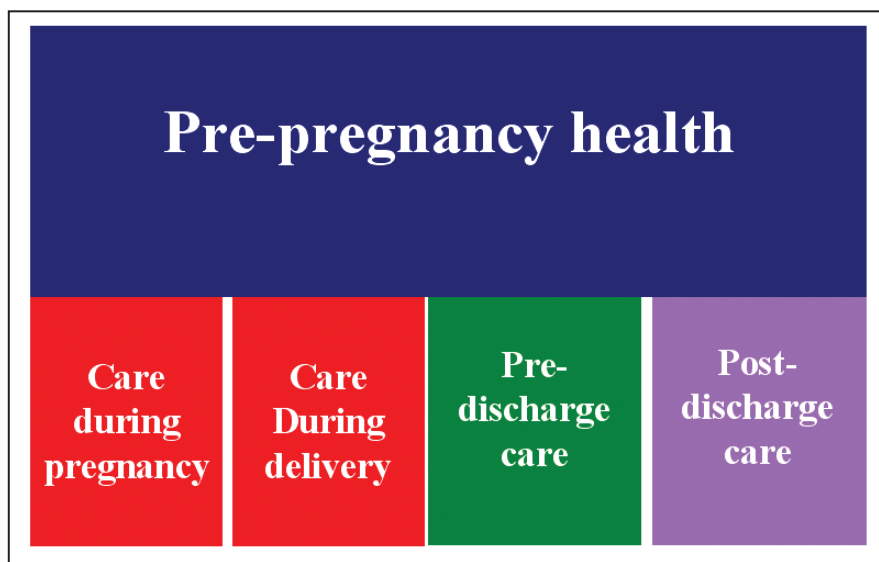 Pre-pregnancy health
Care
during
pregnancy
Care
During
delivery
Pre-
discharge
care
Post-
discharge
care